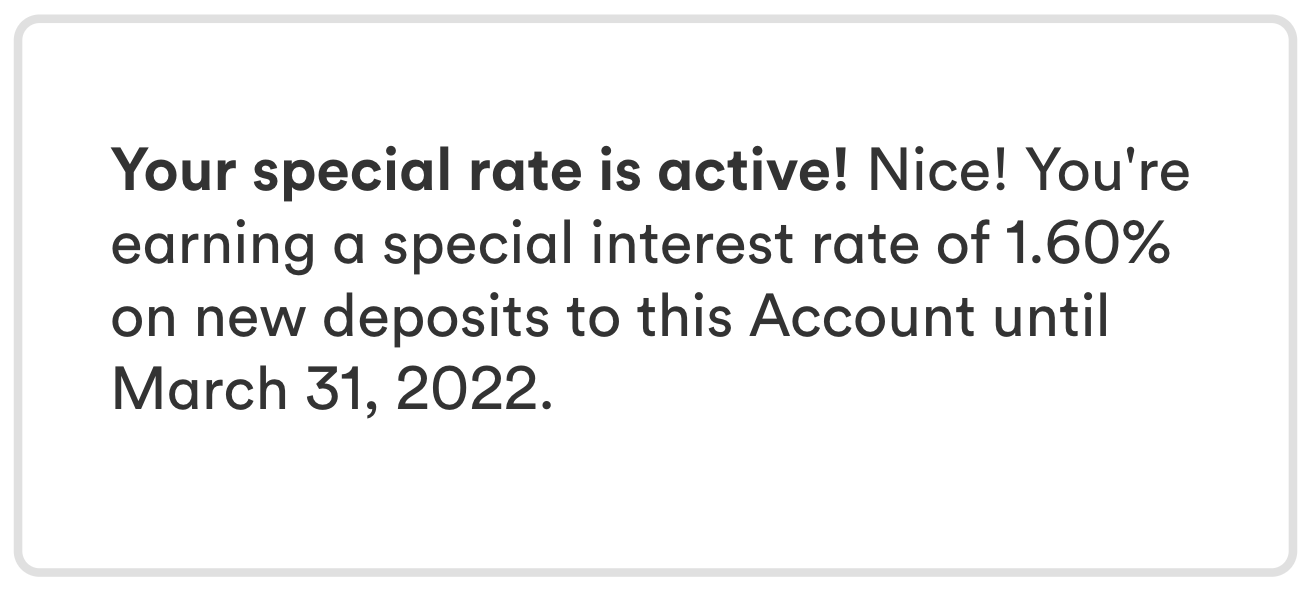 Your special rate is active! Nice! You're
earning a special interest rate of 1.60%
on new deposits to this Account until
March 31, 2022.